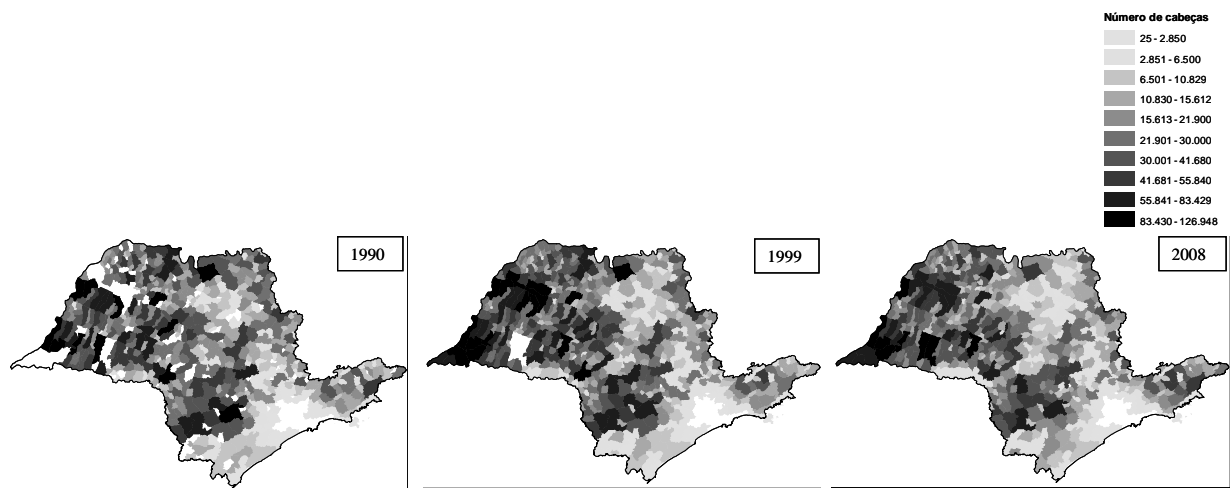 Número de cabeças
25 - 2.850
2.851 - 6.500
6.501 - 10.829
10.830 - 15.612
15.613 - 21.900
21.901 - 30.000
30.001 - 41.680
41.681 - 55.840
55.841 - 83.429
83.430 - 126.948
1990
1999
2008